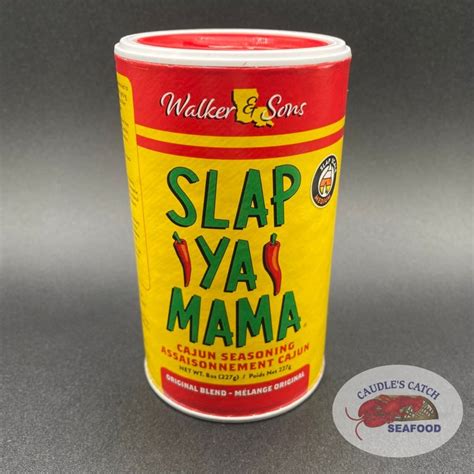 Walker & Sons
SLAP
YA
MAMA
CAJUN SEASONING
ASSAISONNEMENT CAJUN
NET WT. 8oz (227g) / Poids Net 227g
ORIGINAL BLEND - MÉLANGE ORIGINAL
SLAP
CAUDLE'S CATCH
SEAFOOD